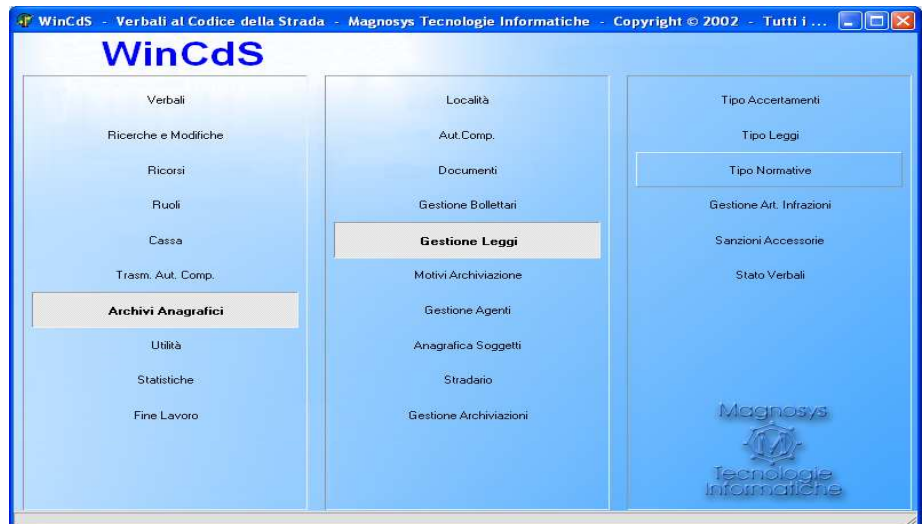 WinCdS - Verbali al Codice della Strada - Magnosys Tecnologie Informatiche - Copyright © 2002 - Tutti i ...
WinCdS
Verbali
Ricerche e Modifiche
Ricorsi
Ruoli
Cassa
Trasm. Aut. Comp.
Archivi Anagrafici
Utilità
Statistiche
Fine Lavoro
Località
Aut.Comp.
Documenti
Gestione Bollettari
Gestione Leggi
Motivi Archiviazione
Gestione Agenti
Anagrafica Soggetti
Stradario
Gestione Archiviazioni
Tipo Accertamenti
Tipo Leggi
Tipo Normative
Gestione Art. Infrazioni
Sanzioni Accessorie
Stato Verbali
Magnosys
M
Tecnologie
Informatiche